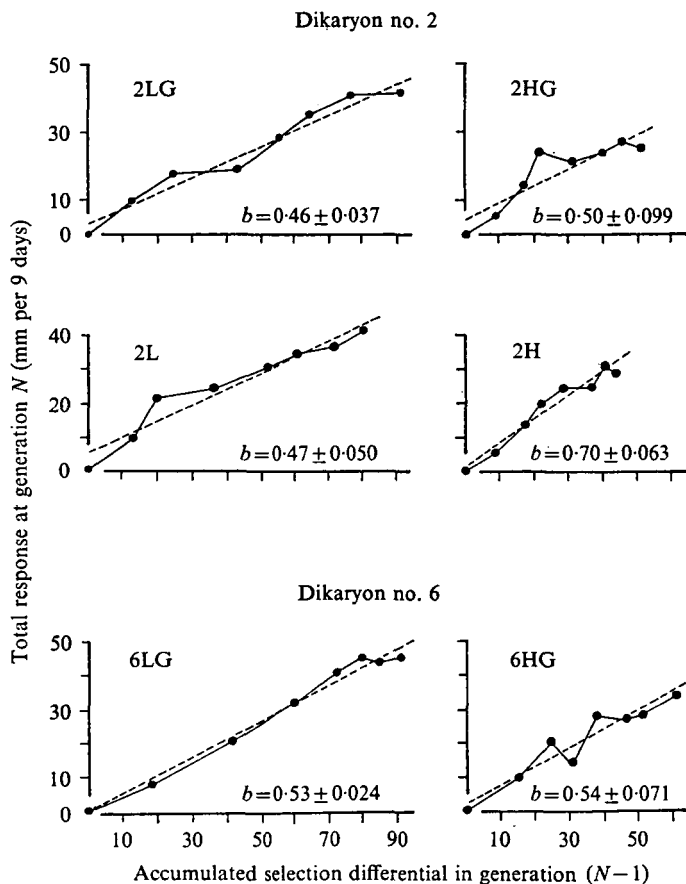 Dikaryon no. 2
Total response at generation N (mm per 9 days)
50
30
10
0
2LG
b=0·46±0·037
2HG
b=0·50±0·099
40
20
0
2L
b=0·47±0·050
2H
b=0·70±0·063
Dikaryon no. 6
50
30
10
0
6LG
b=0·53±0·024
6HG
b=0·54±0·071
10 30 50 70 90 10 30 50
Accumulated selection differential in generation (N−1)